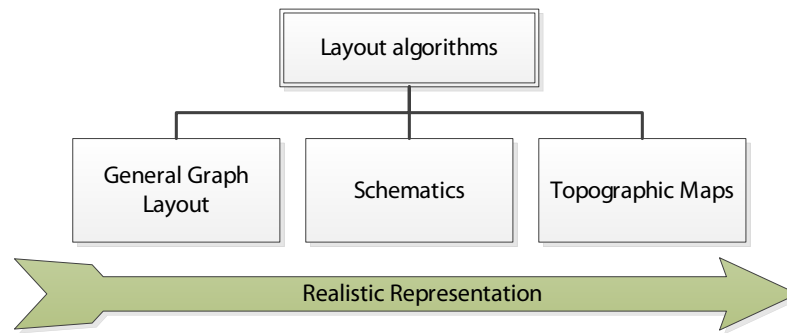 Layout algorithms
General Graph
Layout
Schematics
Topographic Maps
Realistic Representation